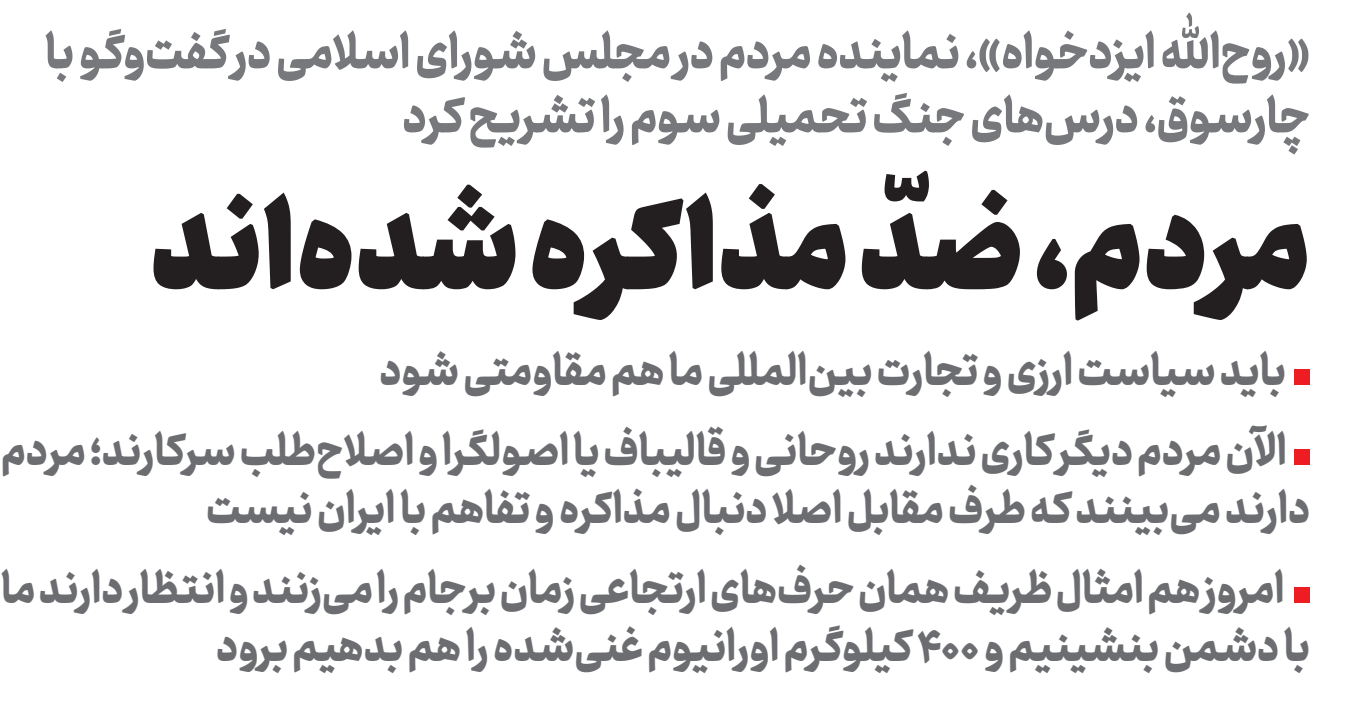 «روح‌الله ایزدخواه»، نماینده مردم در مجلس شورای اسلامی در گفت‌وگو با
چارسوق، درس‌های جنگ تحمیلی سوم را تشریح کرد
مردم، ضدّ مذاکره شده‌اند
باید سیاست ارزی و تجارت بین‌المللی ما هم مقاومتی شود
الآن مردم دیگر کاری ندارند روحانی و قالیباف یا اصولگرا و اصلاح‌طلب سرکارند؛ مردم
دارند می‌بینند که طرف مقابل اصلا دنبال مذاکره و تفاهم با ایران نیست
امروز هم امثال ظریف همان حرف‌های ارتجاعی زمان برجام را می‌زنند و انتظار دارند ما
با دشمن بنشینیم و ۴۰۰ کیلوگرم اورانیوم غنی‌شده را هم بدهیم برود